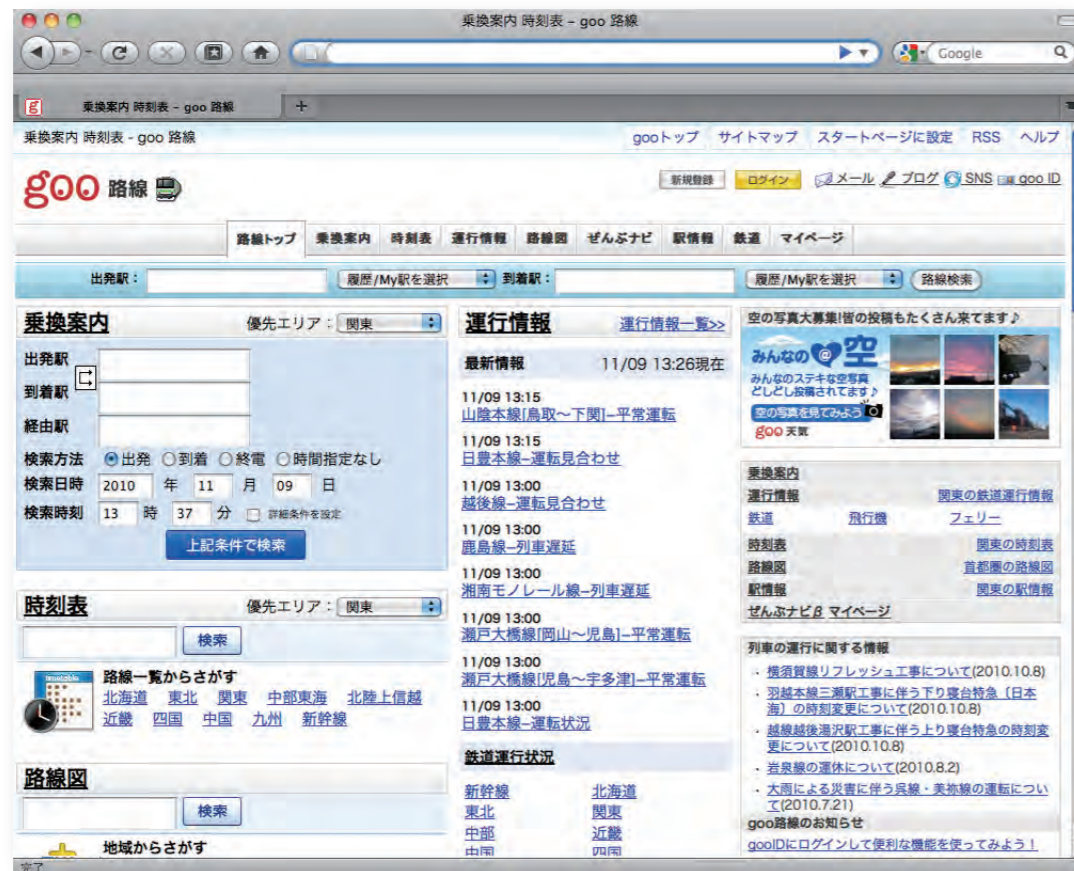 乗換案内 時刻表 – goo 路線
Google
乗換案内 時刻表 – goo 路線
乗換案内 時刻表 - goo 路線
gooトップ サイトマップ スタートページに設定 RSS ヘルプ
goo 路線
新規登録 ログイン メール ブログ SNS goo ID
路線トップ 乗換案内 時刻表 運行情報 路線図 ぜんぶナビ 駅情報 鉄道 マイページ
出発駅： 履歴/My駅を選択 到着駅： 履歴/My駅を選択 路線検索
乗換案内 優先エリア： 関東
出発駅
到着駅
経由駅
検索方法 出発 到着 終電 時間指定なし
検索日時 2010 年 11 月 09 日
検索時刻 13 時 37 分 詳細条件を設定
上記条件で検索
時刻表 優先エリア： 関東
検索
timetable
路線一覧からさがす
北海道 東北 関東 中部東海 北陸上信越
近畿 四国 中国 九州 新幹線
路線図
検索
地域からさがす
運行情報 運行情報一覧>>
最新情報 11/09 13:26現在
11/09 13:15
山陰本線[鳥取～下関]–平常運転
11/09 13:15
日豊本線–運転見合わせ
11/09 13:00
越後線–運転見合わせ
11/09 13:00
鹿島線–列車遅延
11/09 13:00
湘南モノレール線–列車遅延
11/09 13:00
瀬戸大橋線[岡山～児島]–平常運転
11/09 13:00
瀬戸大橋線[児島～宇多津]–平常運転
11/09 13:00
日豊本線–運転状況
鉄道運行状況
新幹線 北海道
東北 関東
中部 近畿
中国 四国
空の写真大募集!皆の投稿もたくさん来てます♪
みんなの@空
みんなのステキな空写真
どしどし投稿されてます♪
空の写真を見てみよう
goo 天気
乗換案内
運行情報 関東の鉄道運行情報
鉄道 飛行機 フェリー
時刻表 関東の時刻表
路線図 首都圏の路線図
駅情報 関東の駅情報
ぜんぶナビβ マイページ
列車の運行に関する情報
・ 横須賀線リフレッシュ工事について(2010.10.8)
・ 羽越本線三瀬駅工事に伴う下り寝台特急〔日本
海〕の時刻変更について(2010.10.8)
・ 越線越後湯沢駅工事に伴う上り寝台特急の時刻変
更について(2010.10.8)
・ 岩泉線の運休について(2010.8.2)
・ 大雨による災害に伴う呉線・美祢線の運転につい
て(2010.7.21)
goo路線のお知らせ
gooIDにログインして便利な機能を使ってみよう！
完了